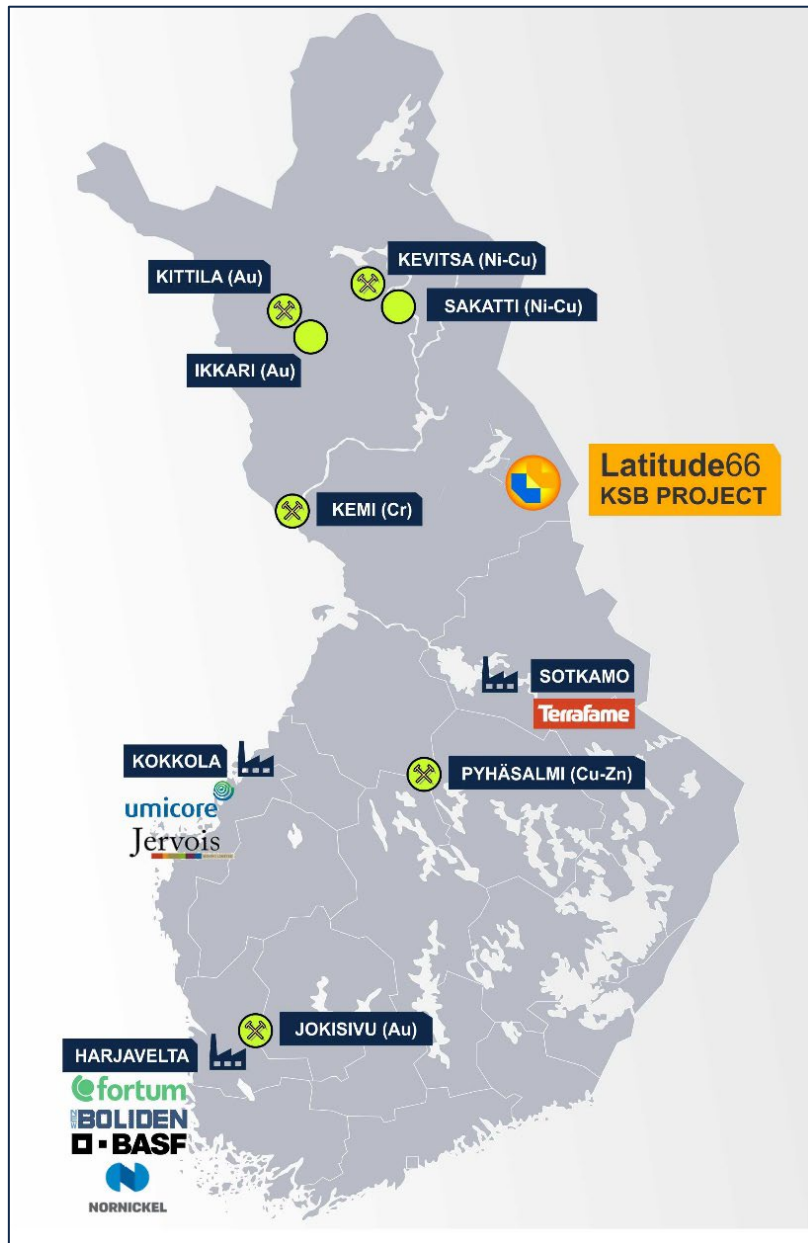 KEVITSA (Ni-Cu)
KITTILA (Au)
SAKATTI (Ni-Cu)
IKKARI (Au)
Latitude66
KSB PROJECT
KEMI (Cr)
SOTKAMO
Terrafame
KOKKOLA
PYHÄSALMI (Cu-Zn)
umicore
Jervois
JOKISIVU (Au)
HARJAVELTA
fortum
BOLIDEN
BASF
NORNICKEL